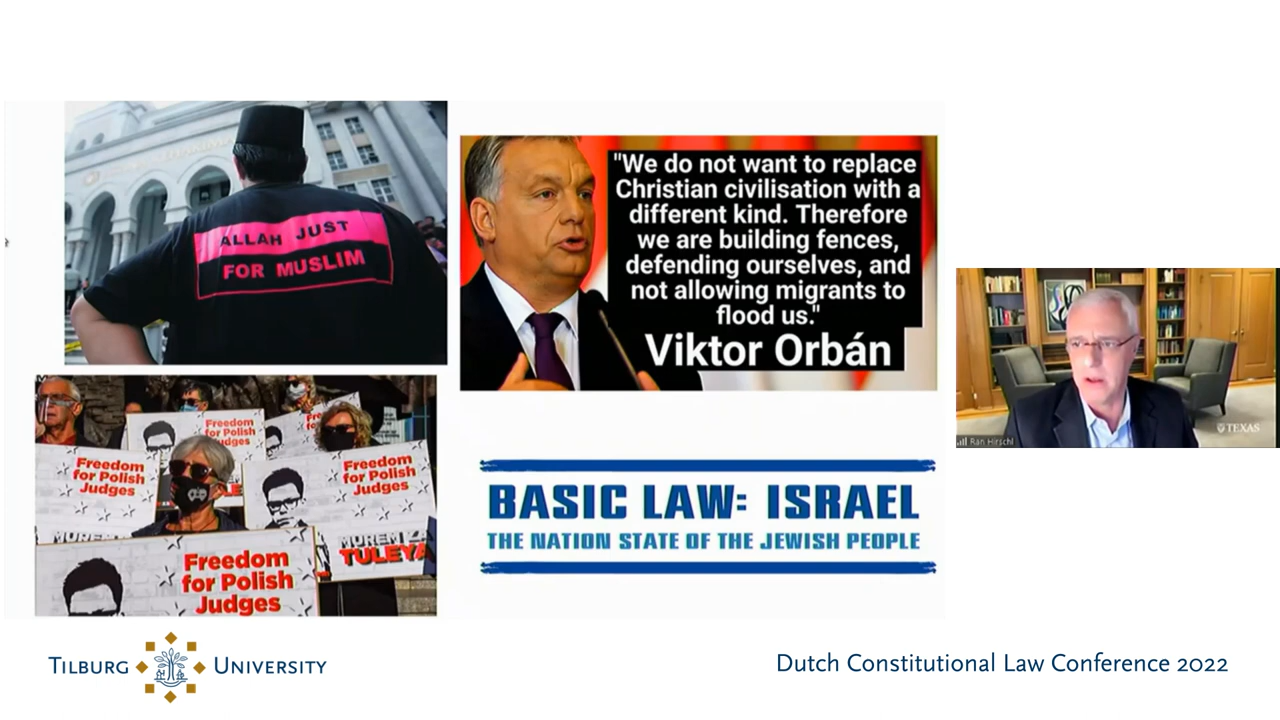 ALLAH JUST
FOR MUSLIM
"We do not want to replace
Christian civilisation with a
different kind. Therefore
we are building fences,
defending ourselves, and
not allowing migrants to
flood us."
Viktor Orbán
Freedom
for Polish
Judges
Freedom
for Polish
Judges
Freedom
for Polish
Judges
MUREM ZA
TULEYĄ
Freedom
for Polish
Judges
BASIC LAW: ISRAEL
THE NATION STATE OF THE JEWISH PEOPLE
TEXAS
Ran Hirschl
TILBURG UNIVERSITY
Dutch Constitutional Law Conference 2022